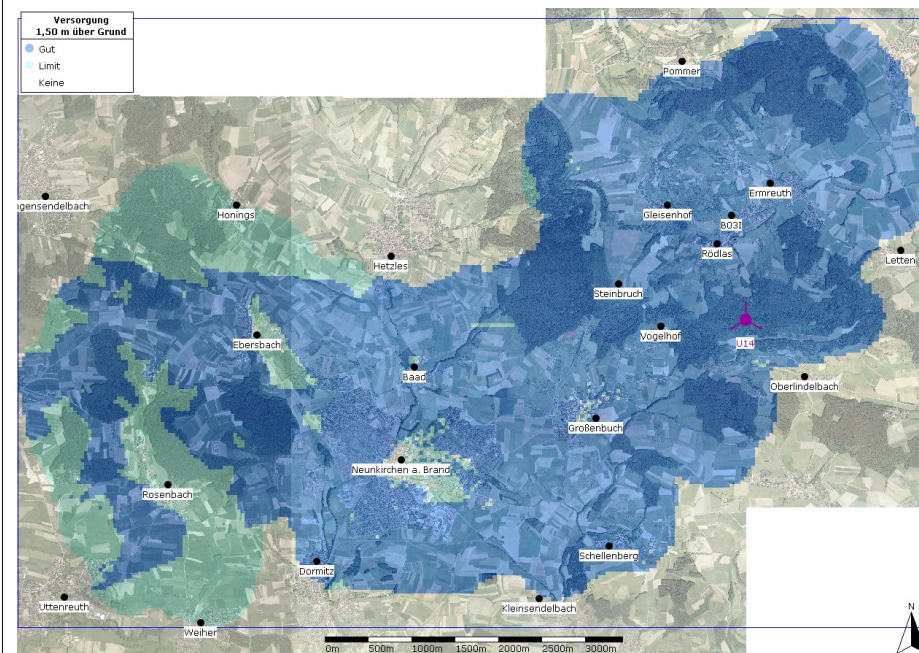 Versorgung
1,50 m über Grund
Gut
Limit
Keine
Pommer
ngensendelbach
Honings
Ermreuth
Gleisenhof
B03I
Rödlas
Hetzles
Letten
Steinbruch
Vogelhof
U14
Ebersbach
Baad
Oberlindelbach
Großenbuch
Neunkirchen a. Brand
Rosenbach
Schellenberg
Dormitz
Uttenreuth
Kleinsendelbach
Weiher
N
0m 500m 1000m 1500m 2000m 2500m 3000m